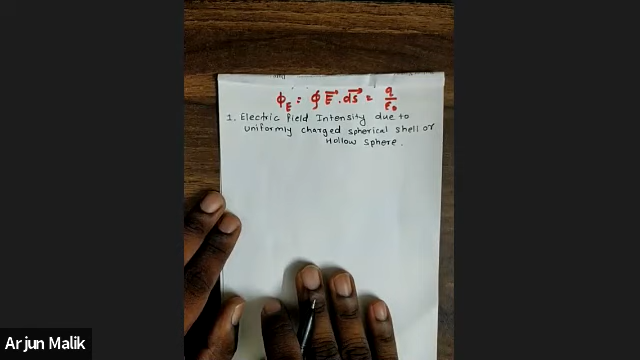 ϕE = ∮ E⃗ . ds⃗ = q/ε0
1. Electric Field Intensity due to
uniformly charged spherical shell or
Hollow sphere.
Arjun Malik